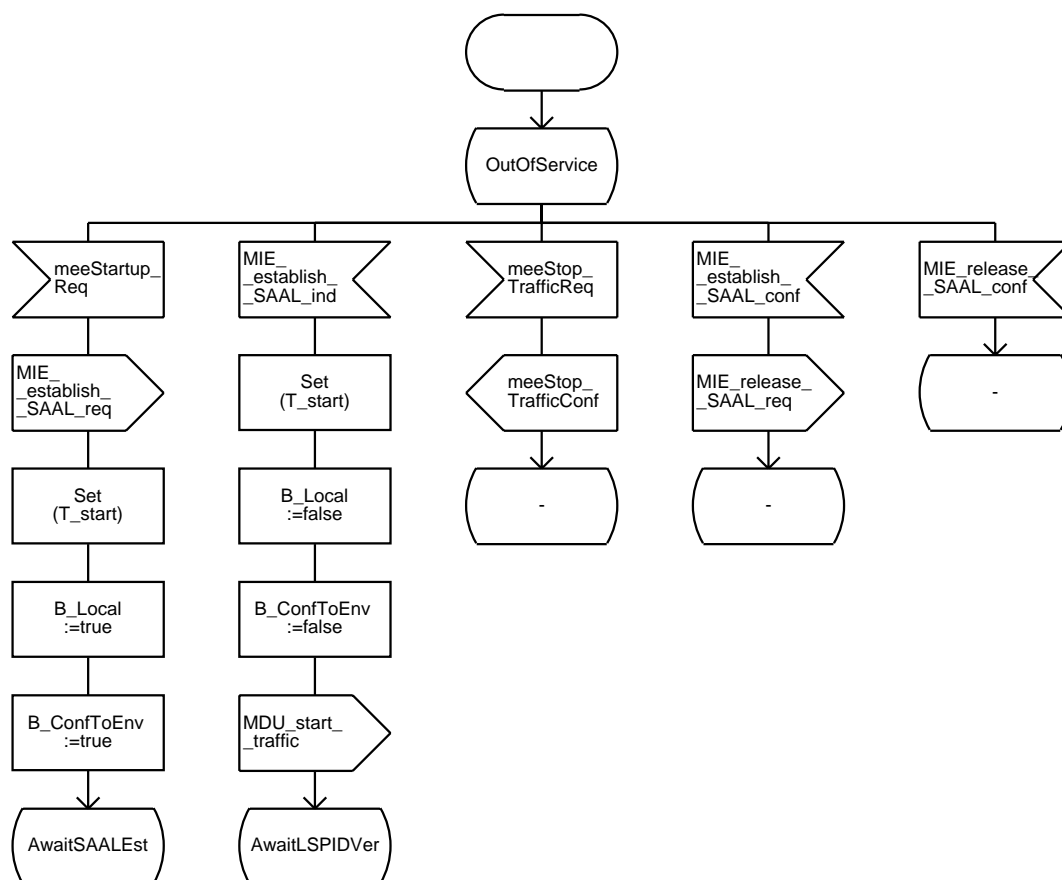 OutOfService
meeStartup_
Req
MIE_
_establish_
_SAAL_ind
meeStop_
TrafficReq
MIE_
_establish_
_SAAL_conf
MIE_release_
_SAAL_conf
MIE_
_establish_
_SAAL_req
Set
(T_start)
meeStop_
TrafficConf
MIE_release_
_SAAL_req
-
Set
(T_start)
B_Local
:=false
-
-
B_Local
:=true
B_ConfToEnv
:=false
B_ConfToEnv
:=true
MDU_start_
_traffic
AwaitSAALEst
AwaitLSPIDVer